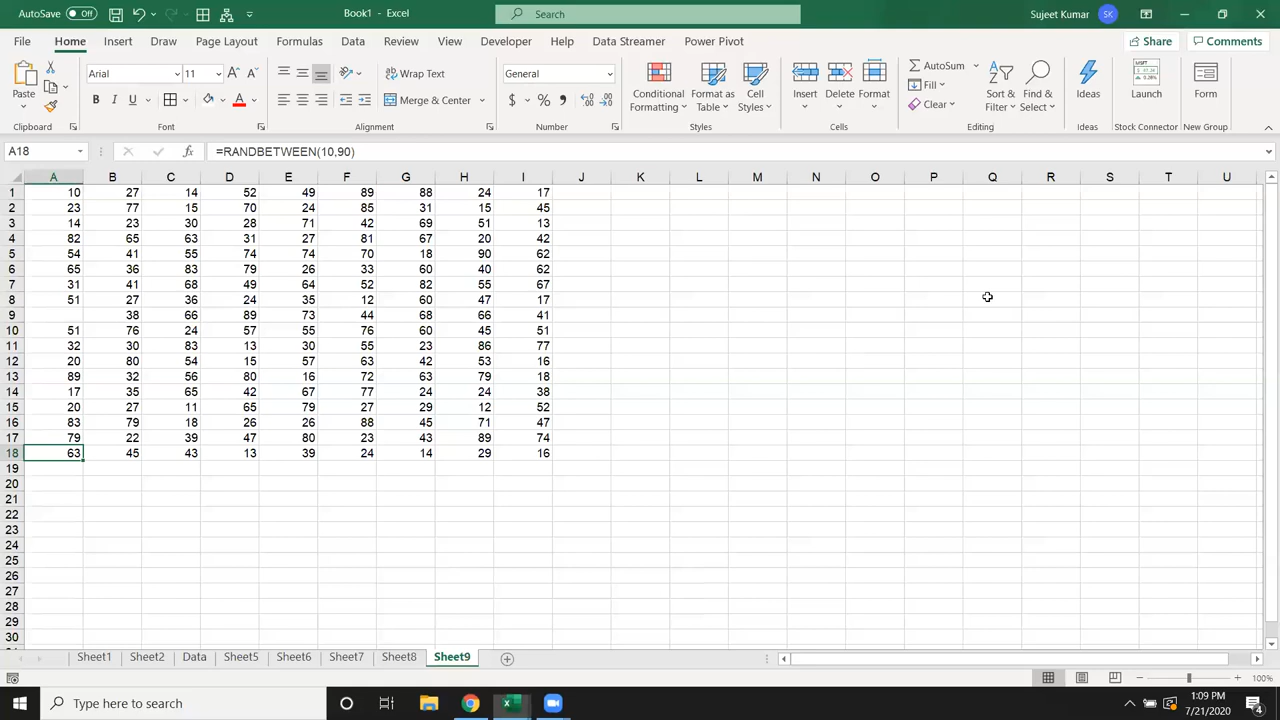 AutoSave Off Book1 - Excel Search Sujeet Kumar SK
File Home Insert Draw Page Layout Formulas Data Review View Developer Help Data Streamer Power Pivot Share Comments
Paste Arial 11 Wrap Text General Conditional Formatting Format as Table Cell Styles Insert Delete Format AutoSum Fill Clear Sort & Filter Find & Select Ideas Launch Form
B I U Merge & Center $ % 9
Clipboard Font Alignment Number Styles Cells Editing Ideas Stock Connector New Group
A18 fx =RANDBETWEEN(10,90)
A B C D E F G H I J K L M N O P Q R S T U
1 10 27 14 52 49 89 88 24 17
2 23 77 15 70 24 85 31 15 45
3 14 23 30 28 71 42 69 51 13
4 82 65 63 31 27 81 67 20 42
5 54 41 55 74 74 70 18 90 62
6 65 36 83 79 26 33 60 40 62
7 31 41 68 49 64 52 82 55 67
8 51 27 36 24 35 12 60 47 17
9 38 66 89 73 44 68 66 41
10 51 76 24 57 55 76 60 45 51
11 32 30 83 13 30 55 23 86 77
12 20 80 54 15 57 63 42 53 16
13 89 32 56 80 16 72 63 79 18
14 17 35 65 42 67 77 24 24 38
15 20 27 11 65 79 27 29 12 52
16 83 79 18 26 26 88 45 71 47
17 79 22 39 47 80 23 43 89 74
18 63 45 43 13 39 24 14 29 16
19
20
21
22
23
24
25
26
27
28
29
30
Sheet1 Sheet2 Data Sheet5 Sheet6 Sheet7 Sheet8 Sheet9
100%
Type here to search 1:09 PM
7/21/2020 4